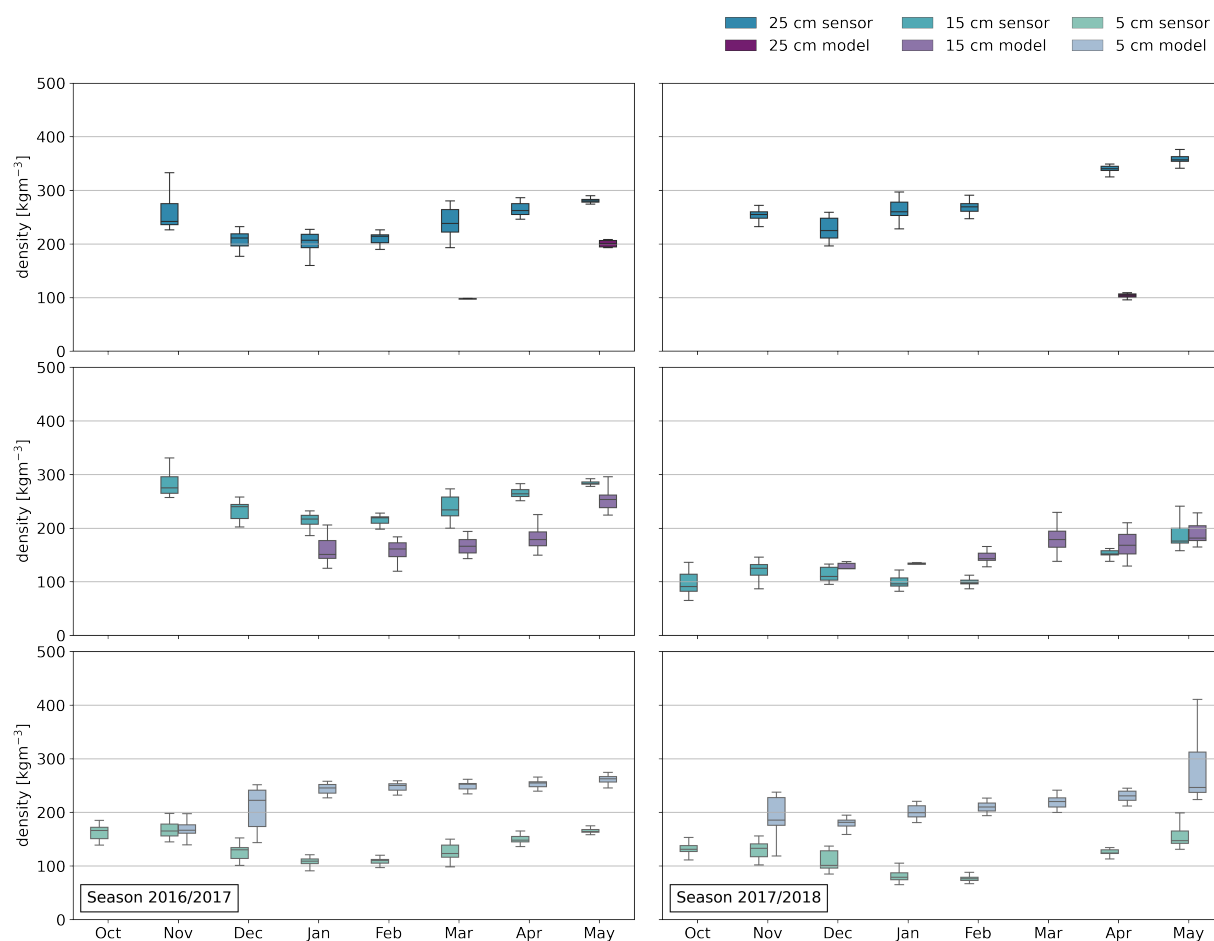 25 cm sensor 15 cm sensor 5 cm sensor
25 cm model 15 cm model 5 cm model
500
400
300
200
100
0
density [kgm⁻³]
500
400
300
200
100
0
density [kgm⁻³]
500
400
300
200
100
0
density [kgm⁻³]
Season 2016/2017
Season 2017/2018
Oct Nov Dec Jan Feb Mar Apr May
Oct Nov Dec Jan Feb Mar Apr May